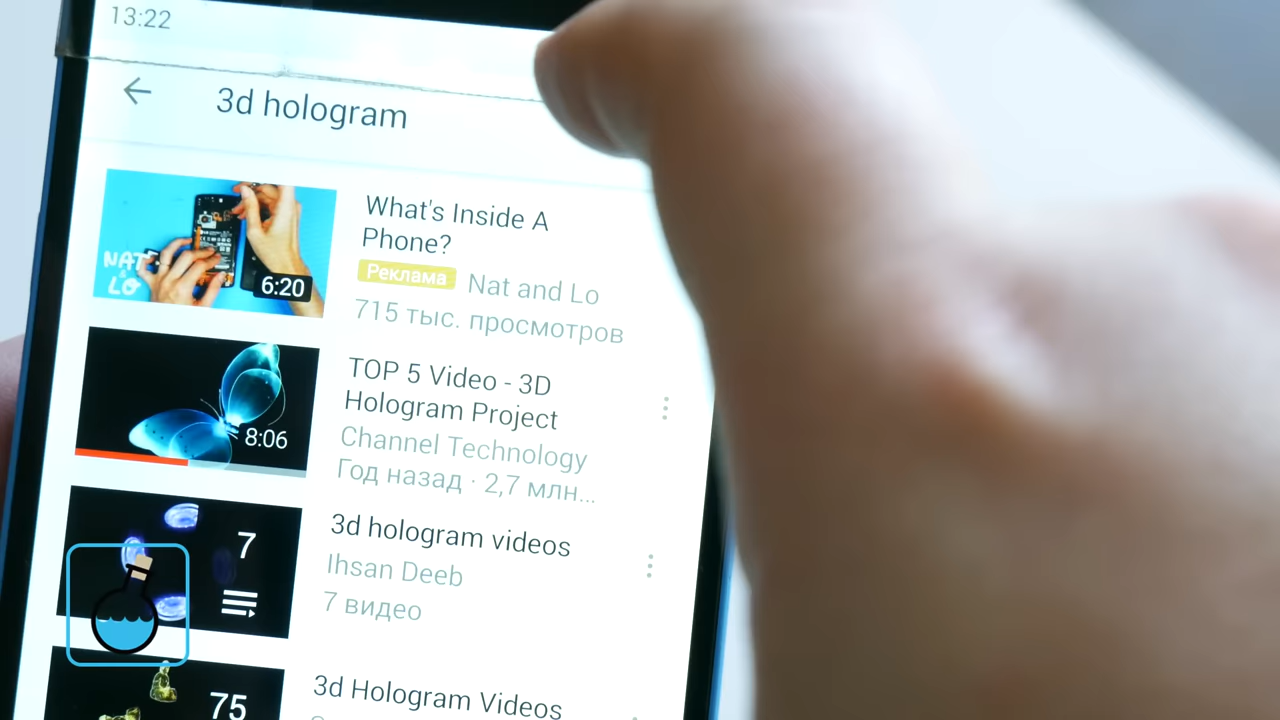 13:22
3d hologram
NAT
& LO
6:20
What's Inside A
Phone?
Реклама Nat and Lo
715 тыс. просмотров
8:06
TOP 5 Video - 3D
Hologram Project
Channel Technology
Год назад · 2,7 млн...
7
3d hologram videos
Ihsan Deeb
7 видео
75
3d Hologram Videos